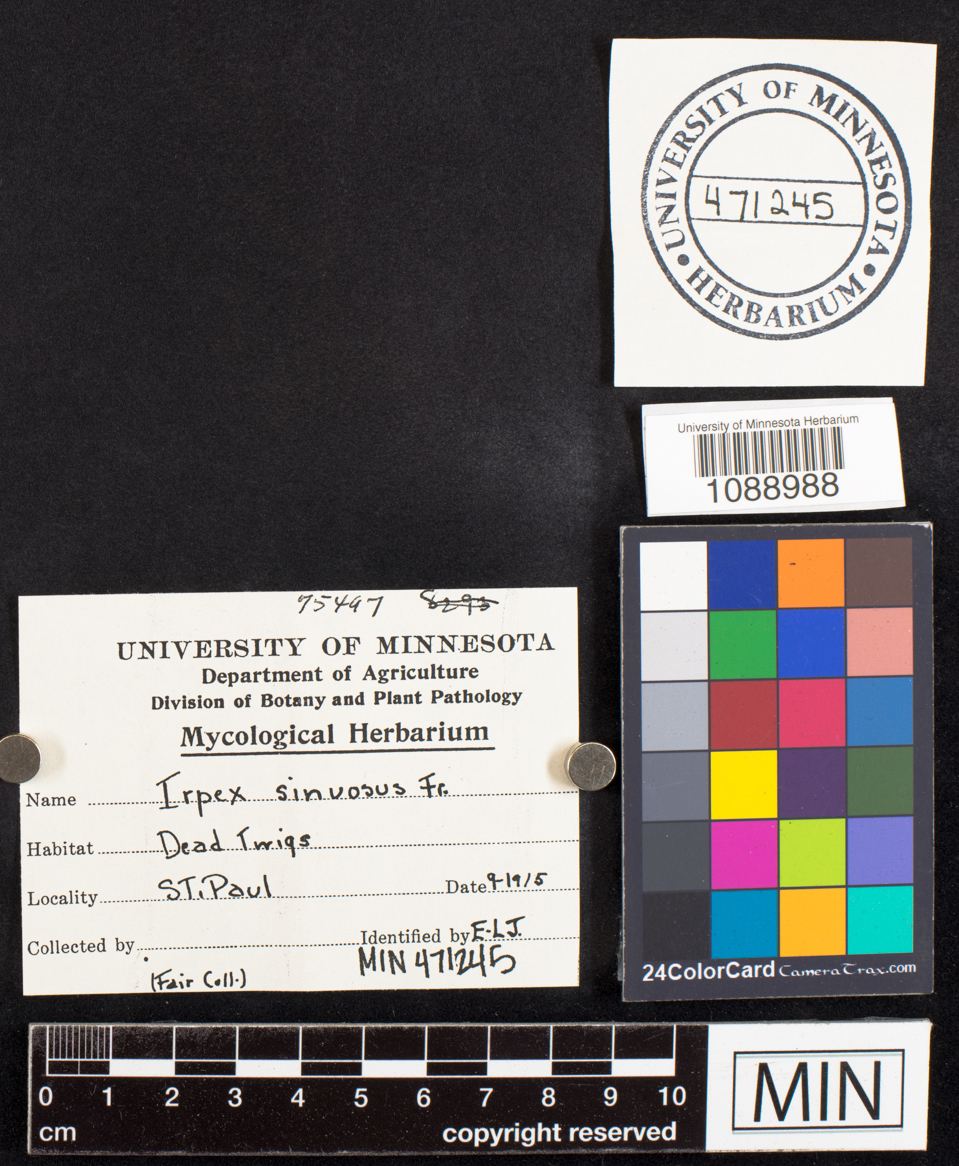 UNIVERSITY OF MINNESOTA
471245
• HERBARIUM •
University of Minnesota Herbarium
1088988
75497 8293
UNIVERSITY OF MINNESOTA
Department of Agriculture
Division of Botany and Plant Pathology
Mycological Herbarium
Name Irpex sinuosus Fr.
Habitat Dead Twigs
Locality ST. Paul Date 9-1915
Collected by Identified by E.L.J.
(Fair Coll.) MIN 471245
24ColorCard CameraTrax.com
0 1 2 3 4 5 6 7 8 9 10
cm copyright reserved
MIN